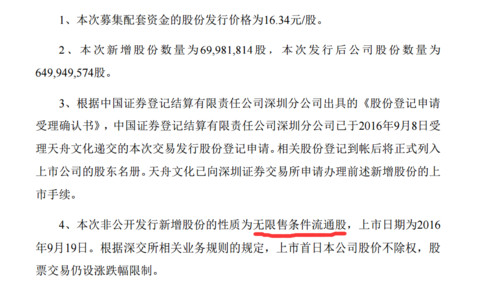 1、本次募集配套资金的股份发行价格为16.34元/股。
2、本次新增股份数量为69,981,814股，本次发行后公司股份数量为
649,949,574股。
3、根据中国证券登记结算有限责任公司深圳分公司出具的《股份登记申请
受理确认书》，中国证券登记结算有限责任公司深圳分公司已于2016年9月8日受
理天舟文化递交的本次交易发行股份登记申请。相关股份登记到帐后将正式列入
上市公司的股东名册。天舟文化已向深圳证券交易所申请办理前述新增股份的上
市手续。
4、本次非公开发行新增股份的性质为无限售条件流通股，上市日期为2016
年9月19日。根据深交所相关业务规则的规定，上市首日本公司股价不除权，股
票交易仍设涨跌幅限制。